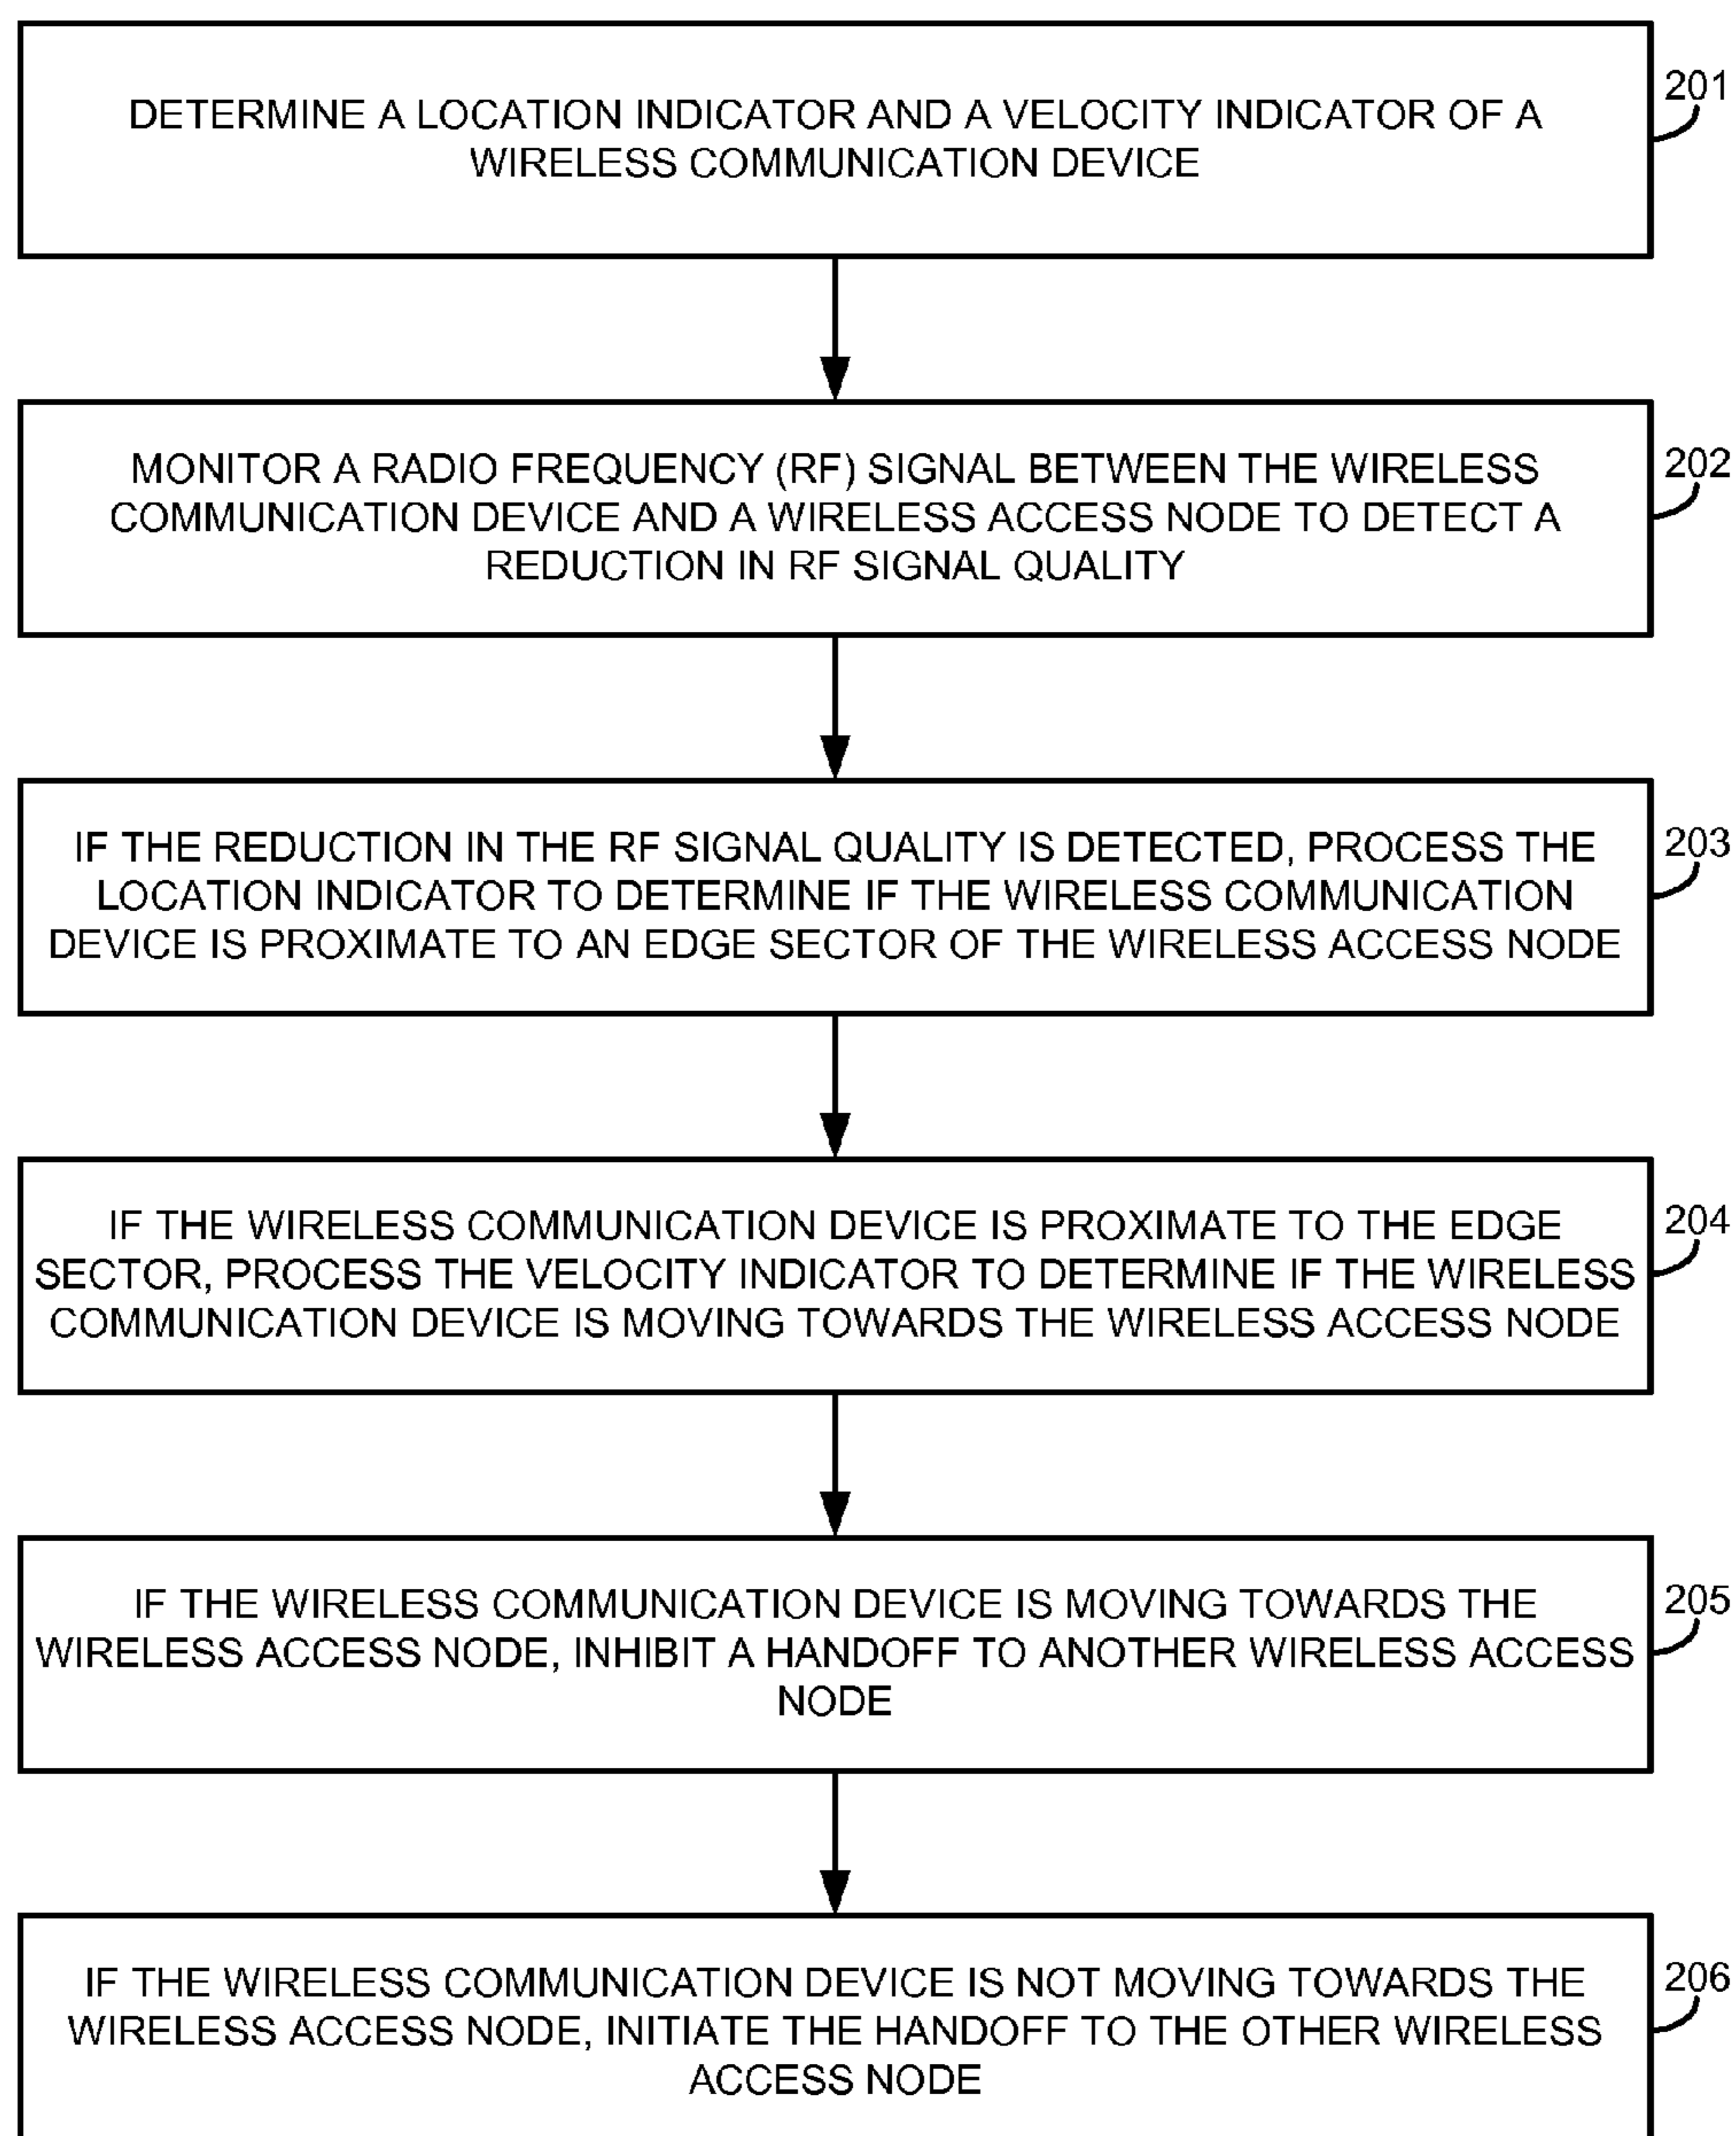 DETERMINE A LOCATION INDICATOR AND A VELOCITY INDICATOR OF A
WIRELESS COMMUNICATION DEVICE
201
MONITOR A RADIO FREQUENCY (RF) SIGNAL BETWEEN THE WIRELESS
COMMUNICATION DEVICE AND A WIRELESS ACCESS NODE TO DETECT A
REDUCTION IN RF SIGNAL QUALITY
202
IF THE REDUCTION IN THE RF SIGNAL QUALITY IS DETECTED, PROCESS THE
LOCATION INDICATOR TO DETERMINE IF THE WIRELESS COMMUNICATION
DEVICE IS PROXIMATE TO AN EDGE SECTOR OF THE WIRELESS ACCESS NODE
203
IF THE WIRELESS COMMUNICATION DEVICE IS PROXIMATE TO THE EDGE
SECTOR, PROCESS THE VELOCITY INDICATOR TO DETERMINE IF THE WIRELESS
COMMUNICATION DEVICE IS MOVING TOWARDS THE WIRELESS ACCESS NODE
204
IF THE WIRELESS COMMUNICATION DEVICE IS MOVING TOWARDS THE
WIRELESS ACCESS NODE, INHIBIT A HANDOFF TO ANOTHER WIRELESS ACCESS
NODE
205
IF THE WIRELESS COMMUNICATION DEVICE IS NOT MOVING TOWARDS THE
WIRELESS ACCESS NODE, INITIATE THE HANDOFF TO THE OTHER WIRELESS
ACCESS NODE
206